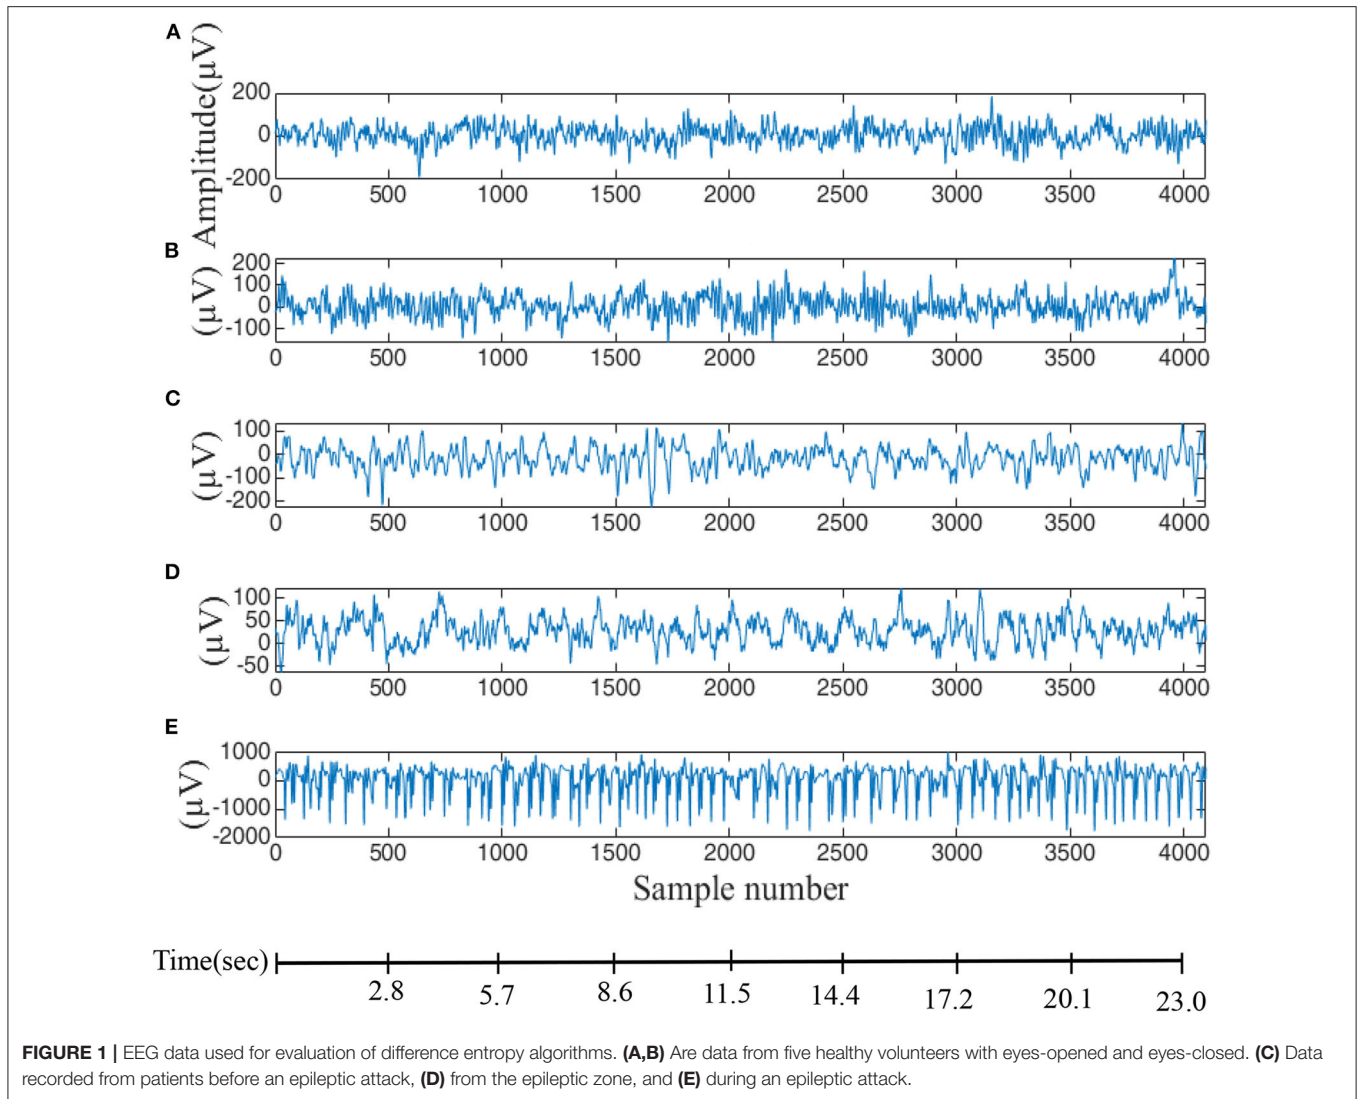 A
Amplitude(µV)
200
0
-200
0 500 1000 1500 2000 2500 3000 3500 4000
B
(µV)
200
100
0
-100
0 500 1000 1500 2000 2500 3000 3500 4000
C
(µV)
100
0
-100
-200
0 500 1000 1500 2000 2500 3000 3500 4000
D
(µV)
100
50
0
-50
0 500 1000 1500 2000 2500 3000 3500 4000
E
(µV)
1000
0
-1000
-2000
0 500 1000 1500 2000 2500 3000 3500 4000
Sample number
Time(sec)
2.8 5.7 8.6 11.5 14.4 17.2 20.1 23.0
FIGURE 1 | EEG data used for evaluation of difference entropy algorithms. (A,B) Are data from five healthy volunteers with eyes-opened and eyes-closed. (C) Data
recorded from patients before an epileptic attack, (D) from the epileptic zone, and (E) during an epileptic attack.